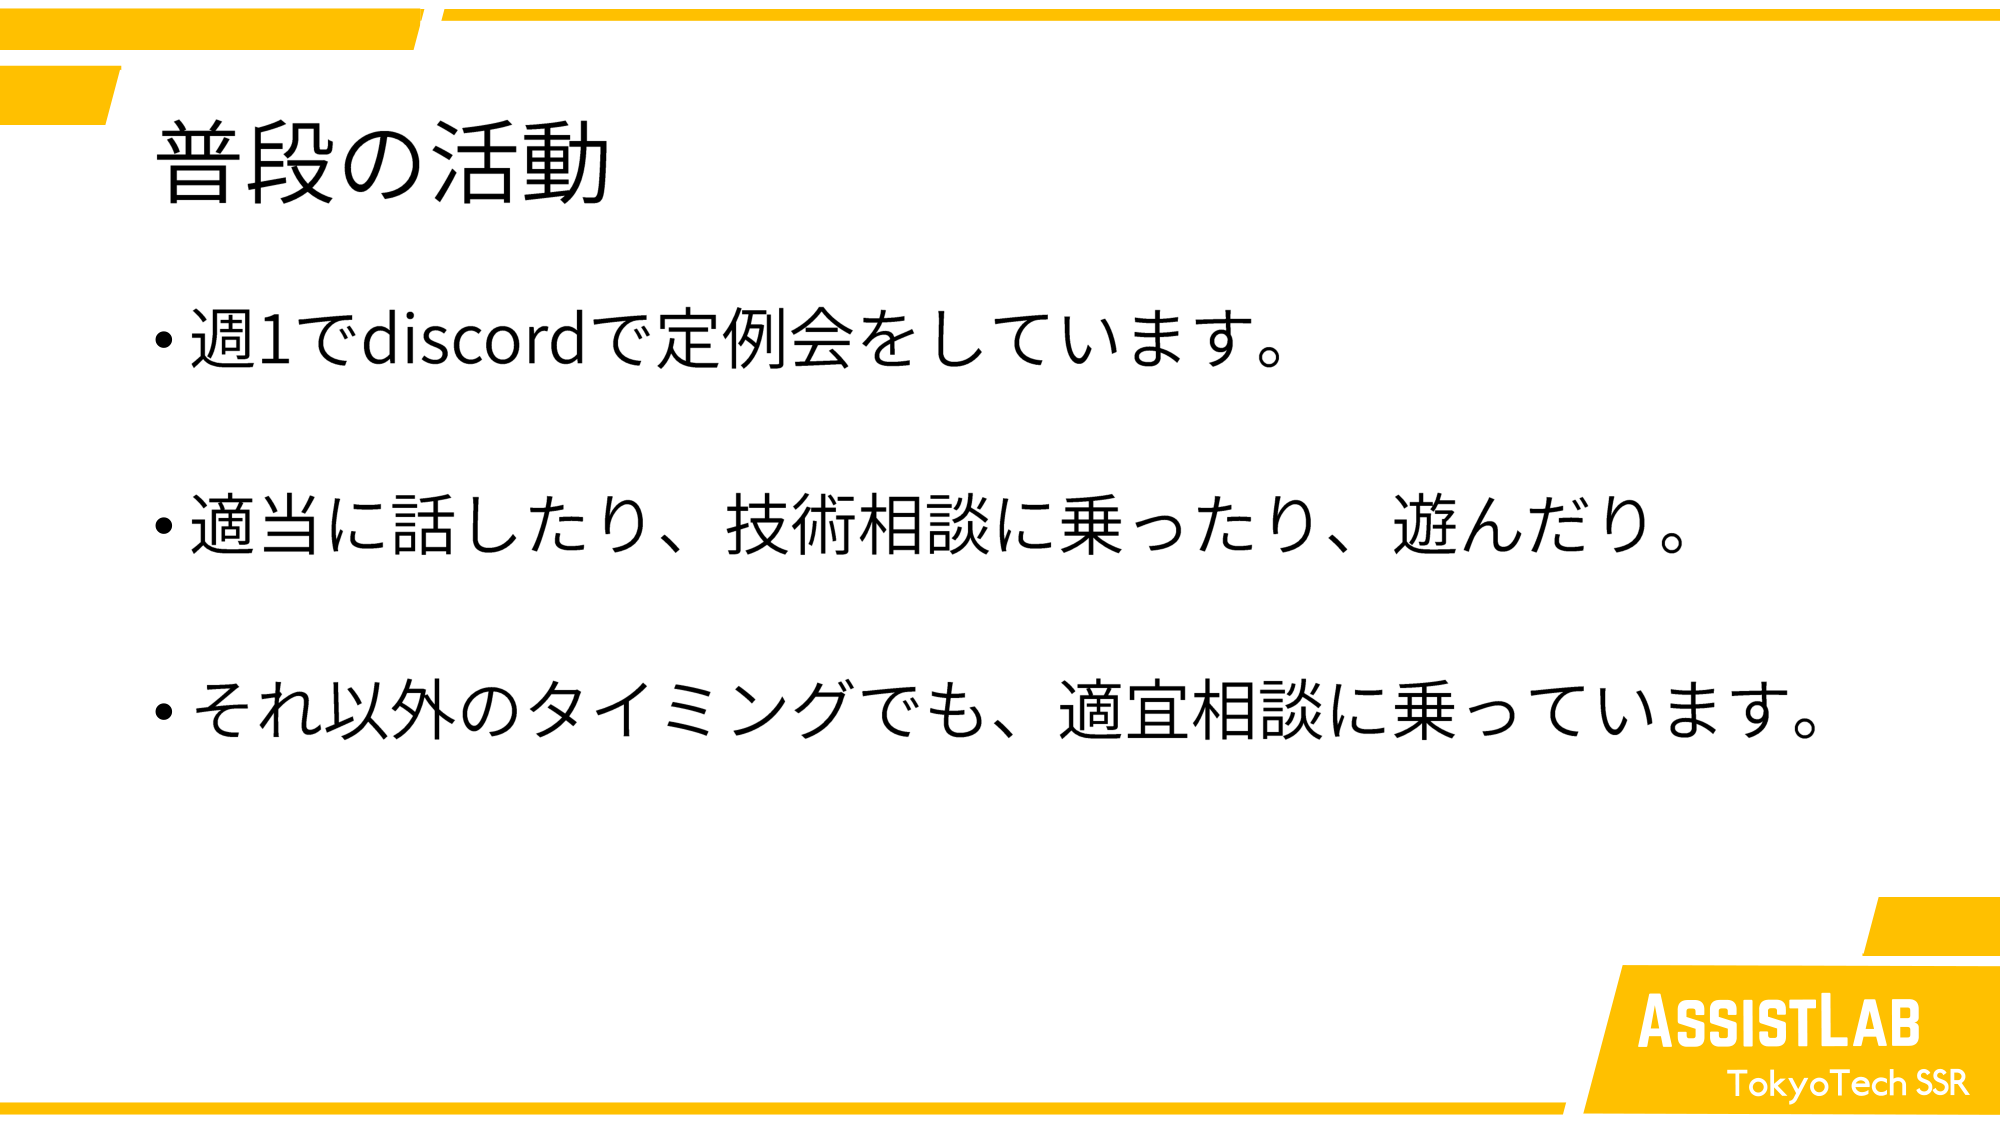 普段の活動
• 週1でdiscordで定例会をしています。
• 適当に話したり、技術相談に乗ったり、遊んだり。
• それ以外のタイミングでも、適宜相談に乗っています。
ASSISTLAB
TokyoTech SSR